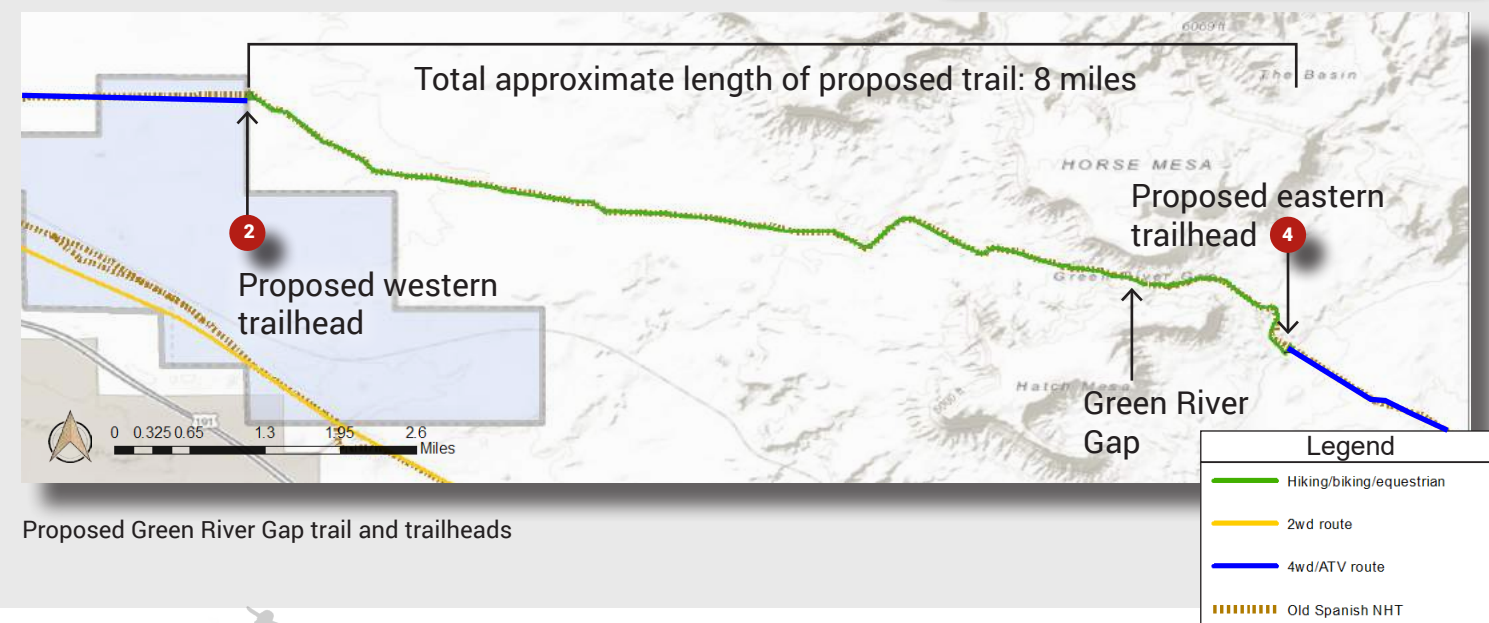 6069 ft
Total approximate length of proposed trail: 8 miles
The Basin
HORSE MESA
Proposed eastern
trailhead 4
2
Proposed western
trailhead
Green River Gap
Hatch Mesa
Green River
Gap
191
0 0.325 0.65 1.3 1.95 2.6
Miles
Legend
Hiking/biking/equestrian
2wd route
4wd/ATV route
Old Spanish NHT
Proposed Green River Gap trail and trailheads